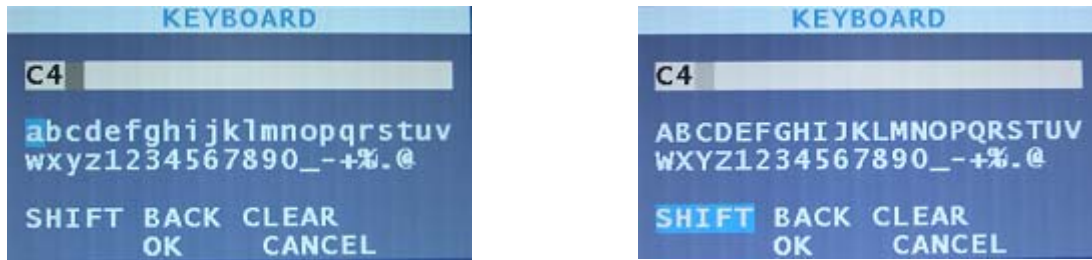 KEYBOARD
C4
abcdefghijklmnopqrstuv
wxyz1234567890_-+%.@
SHIFT BACK CLEAR
OK CANCEL
KEYBOARD
C4
ABCDEFGHIJKLMNOPQRSTUV
WXYZ1234567890_-+%.@
SHIFT BACK CLEAR
OK CANCEL